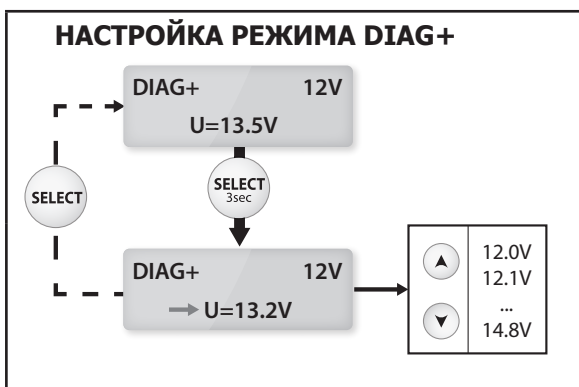 НАСТРОЙКА РЕЖИМА DIAG+
DIAG+ 12V
U=13.5V
SELECT
SELECT
3sec
DIAG+ 12V
U=13.2V
12.0V
12.1V
...
14.8V